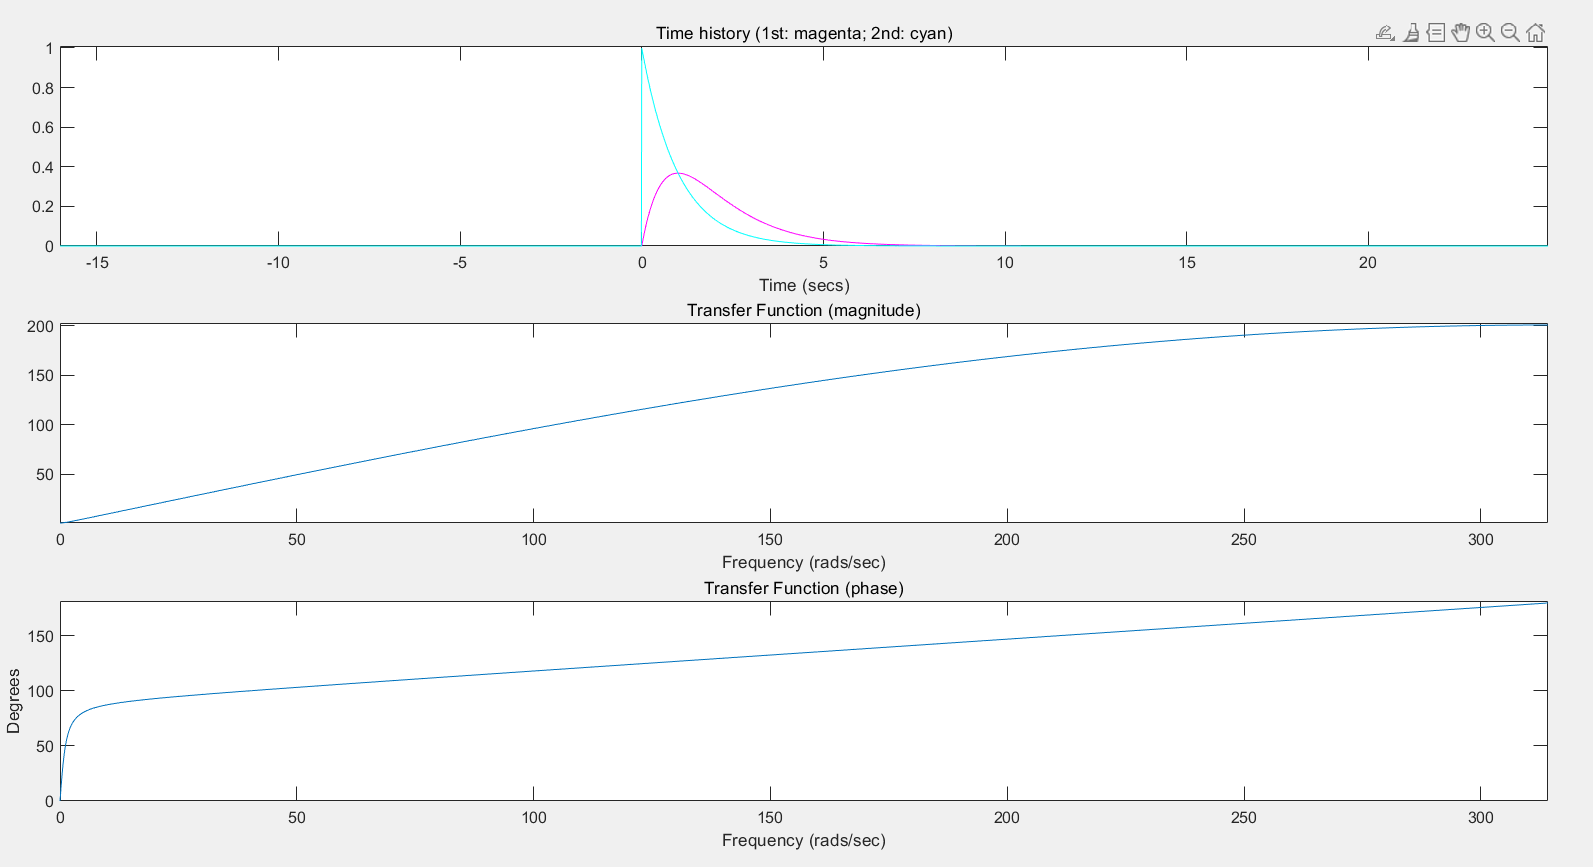 Time history (1st: magenta; 2nd: cyan)
1
0.8
0.6
0.4
0.2
0
-15 -10 -5 0 5 10 15 20
Time (secs)
Transfer Function (magnitude)
200
150
100
50
0 50 100 150 200 250 300
Frequency (rads/sec)
Transfer Function (phase)
Degrees
150
100
50
0
0 50 100 150 200 250 300
Frequency (rads/sec)